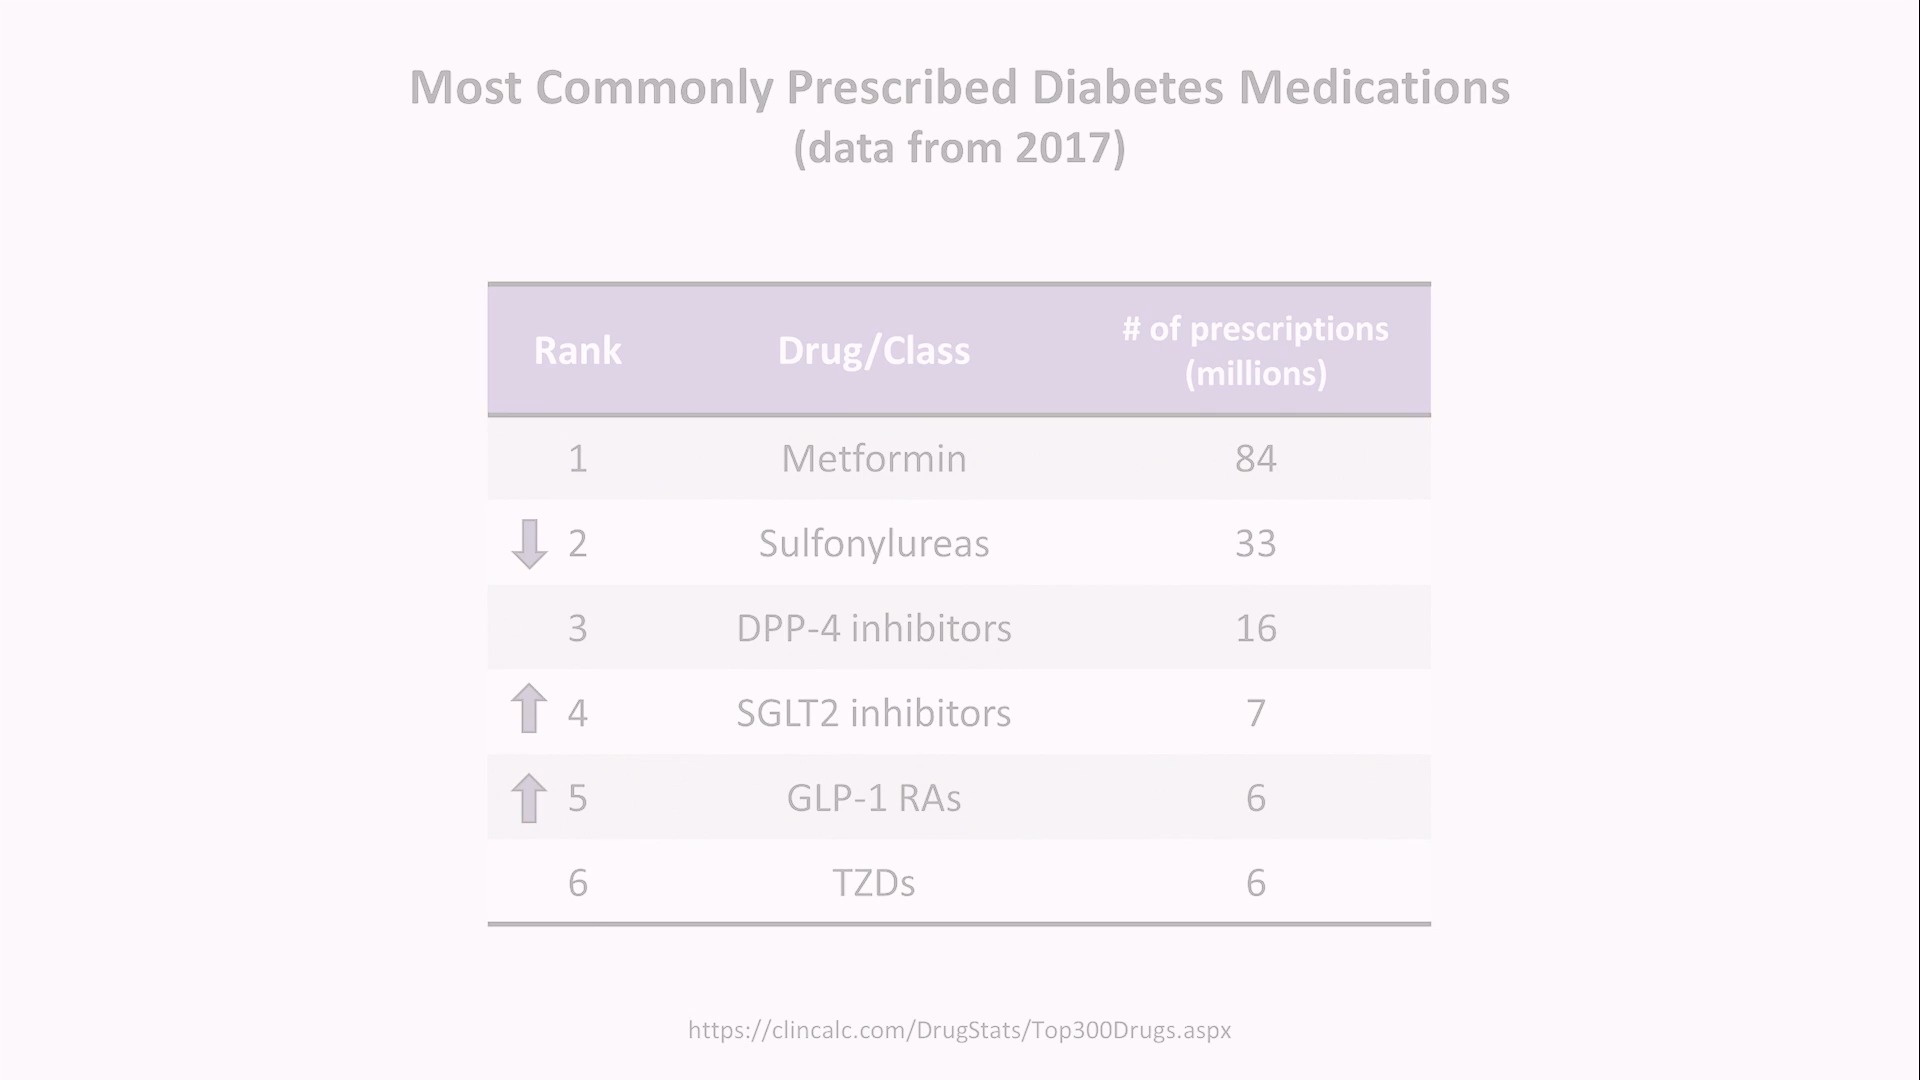 Most Commonly Prescribed Diabetes Medications
(data from 2017)
Rank Drug/Class # of prescriptions (millions)
1 Metformin 84
2 Sulfonylureas 33
3 DPP-4 inhibitors 16
4 SGLT2 inhibitors 7
5 GLP-1 RAs 6
6 TZDs 6
https://clincalc.com/DrugStats/Top300Drugs.aspx